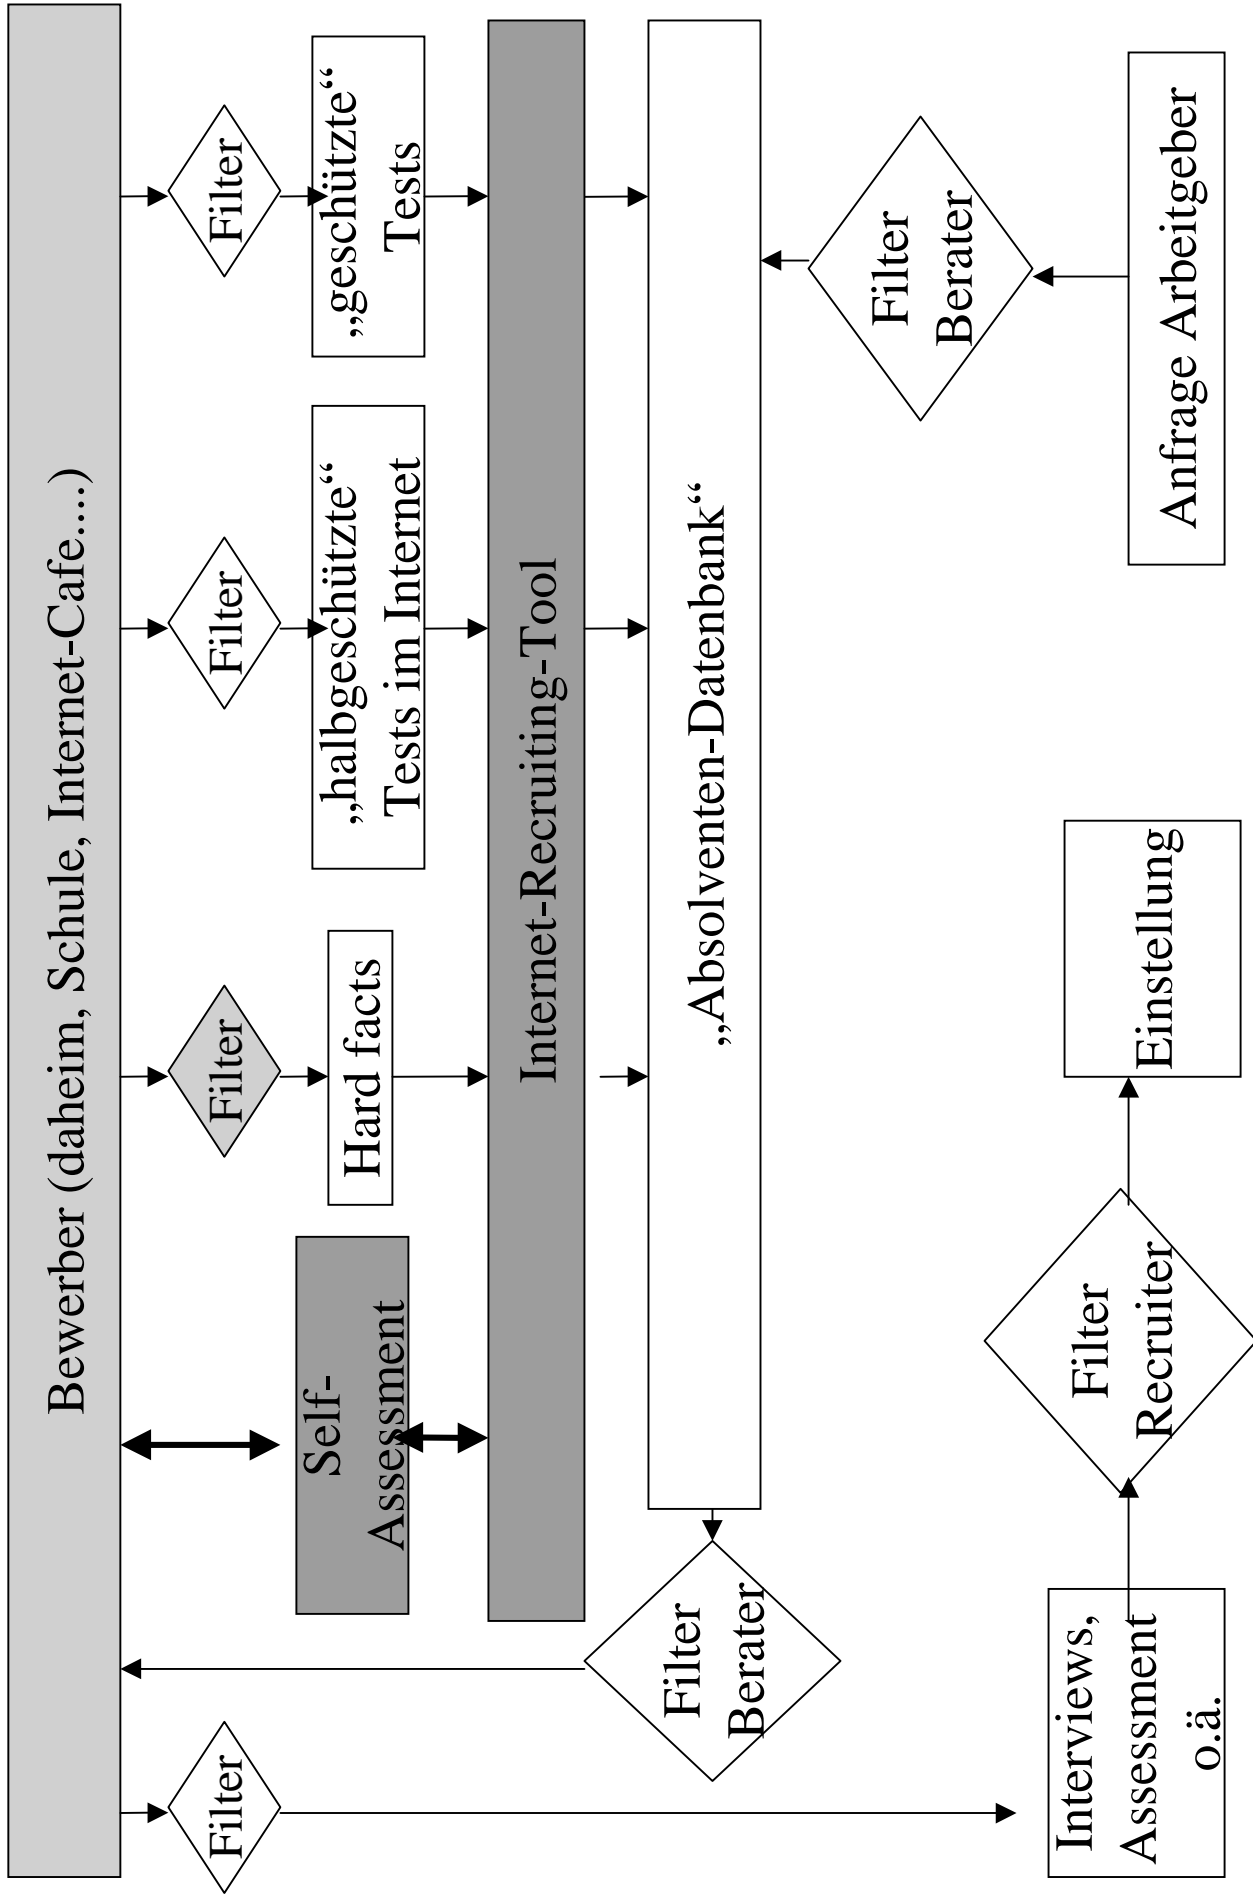 Bewerber (daheim, Schule, Internet-Cafe....)
Filter
Filter
Filter
Filter
Self-
Assessment
Hard facts
„halbgeschützte“
Tests im Internet
„geschützte“
Tests
Internet-Recruiting-Tool
„Absolventen-Datenbank“
Filter
Berater
Filter
Berater
Interviews,
Assessment
o.ä.
Filter
Recruiter
Einstellung
Anfrage Arbeitgeber